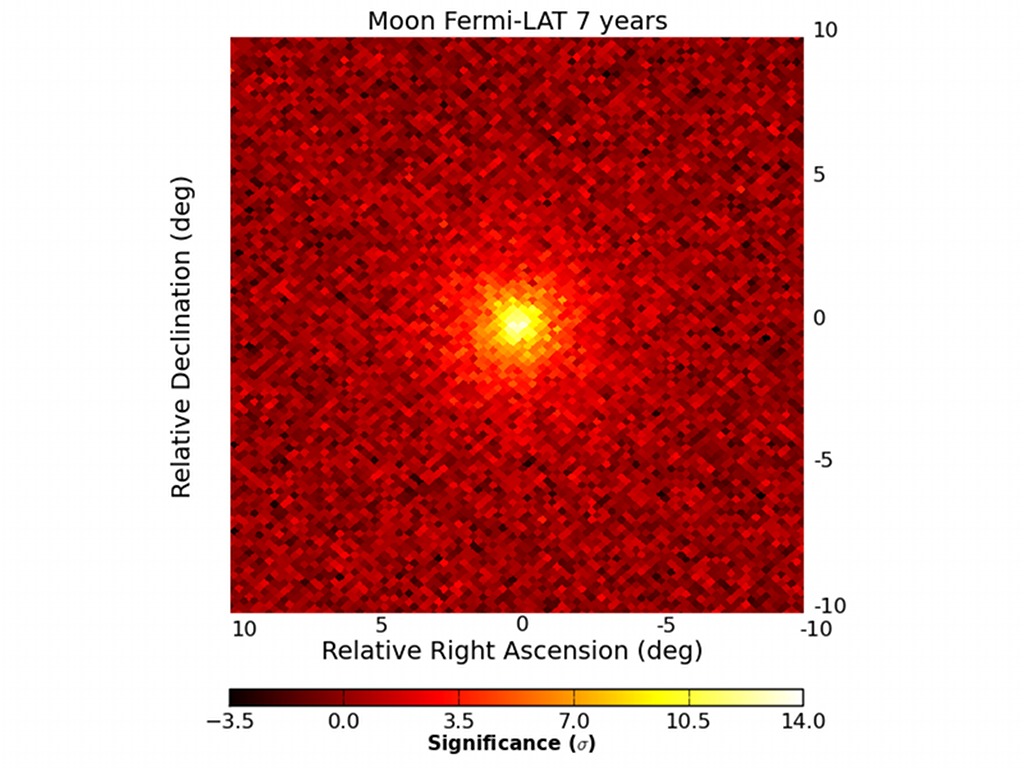 Moon Fermi-LAT 7 years
10
5
0
-5
-10
Relative Declination (deg)
10 5 0 -5 -10
Relative Right Ascension (deg)
−3.5 0.0 3.5 7.0 10.5 14.0
Significance (σ)